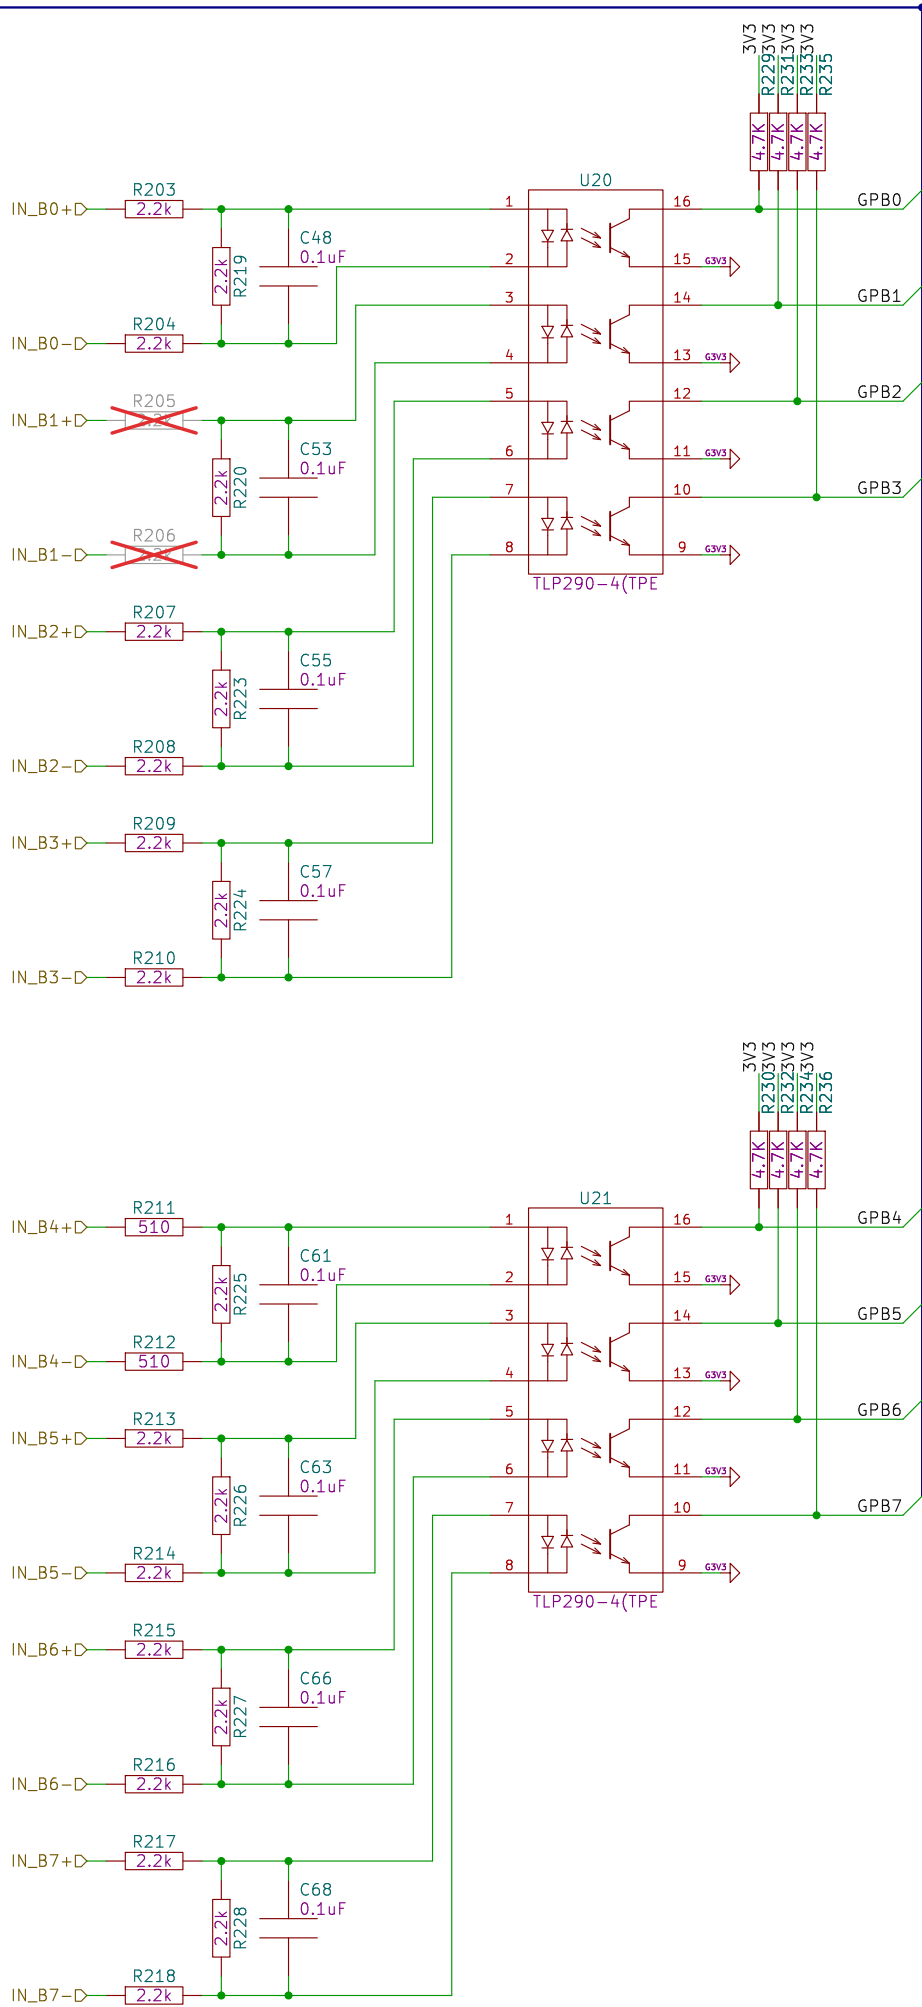 3V3
3V3
3V3
3V3
R229
R231
R233
R235
4.7K
4.7K
4.7K
4.7K
U20
IN_B0+
R203
2.2k
1
16
GPB0
R219
2.2k
C48
0.1uF
2
15
G3V3
3
14
GPB1
R204
IN_B0-
2.2k
4
13
G3V3
R205
5
12
GPB2
IN_B1+
R220
2.2k
C53
0.1uF
6
11
G3V3
7
10
GPB3
R206
IN_B1-
8
9
G3V3
TLP290-4(TPE
R207
IN_B2+
2.2k
R223
2.2k
C55
0.1uF
R208
IN_B2-
2.2k
R209
IN_B3+
2.2k
R224
2.2k
C57
0.1uF
R210
IN_B3-
2.2k
3V3
3V3
3V3
3V3
R230
R232
R234
R236
4.7K
4.7K
4.7K
4.7K
U21
R211
IN_B4+
510
1
16
GPB4
R225
2.2k
C61
0.1uF
2
15
G3V3
3
14
GPB5
R212
IN_B4-
510
4
13
G3V3
R213
IN_B5+
2.2k
5
12
GPB6
R226
2.2k
C63
0.1uF
6
11
G3V3
7
10
GPB7
R214
IN_B5-
2.2k
8
9
G3V3
TLP290-4(TPE
R215
IN_B6+
2.2k
R227
2.2k
C66
0.1uF
R216
IN_B6-
2.2k
R217
IN_B7+
2.2k
R228
2.2k
C68
0.1uF
R218
IN_B7-
2.2k